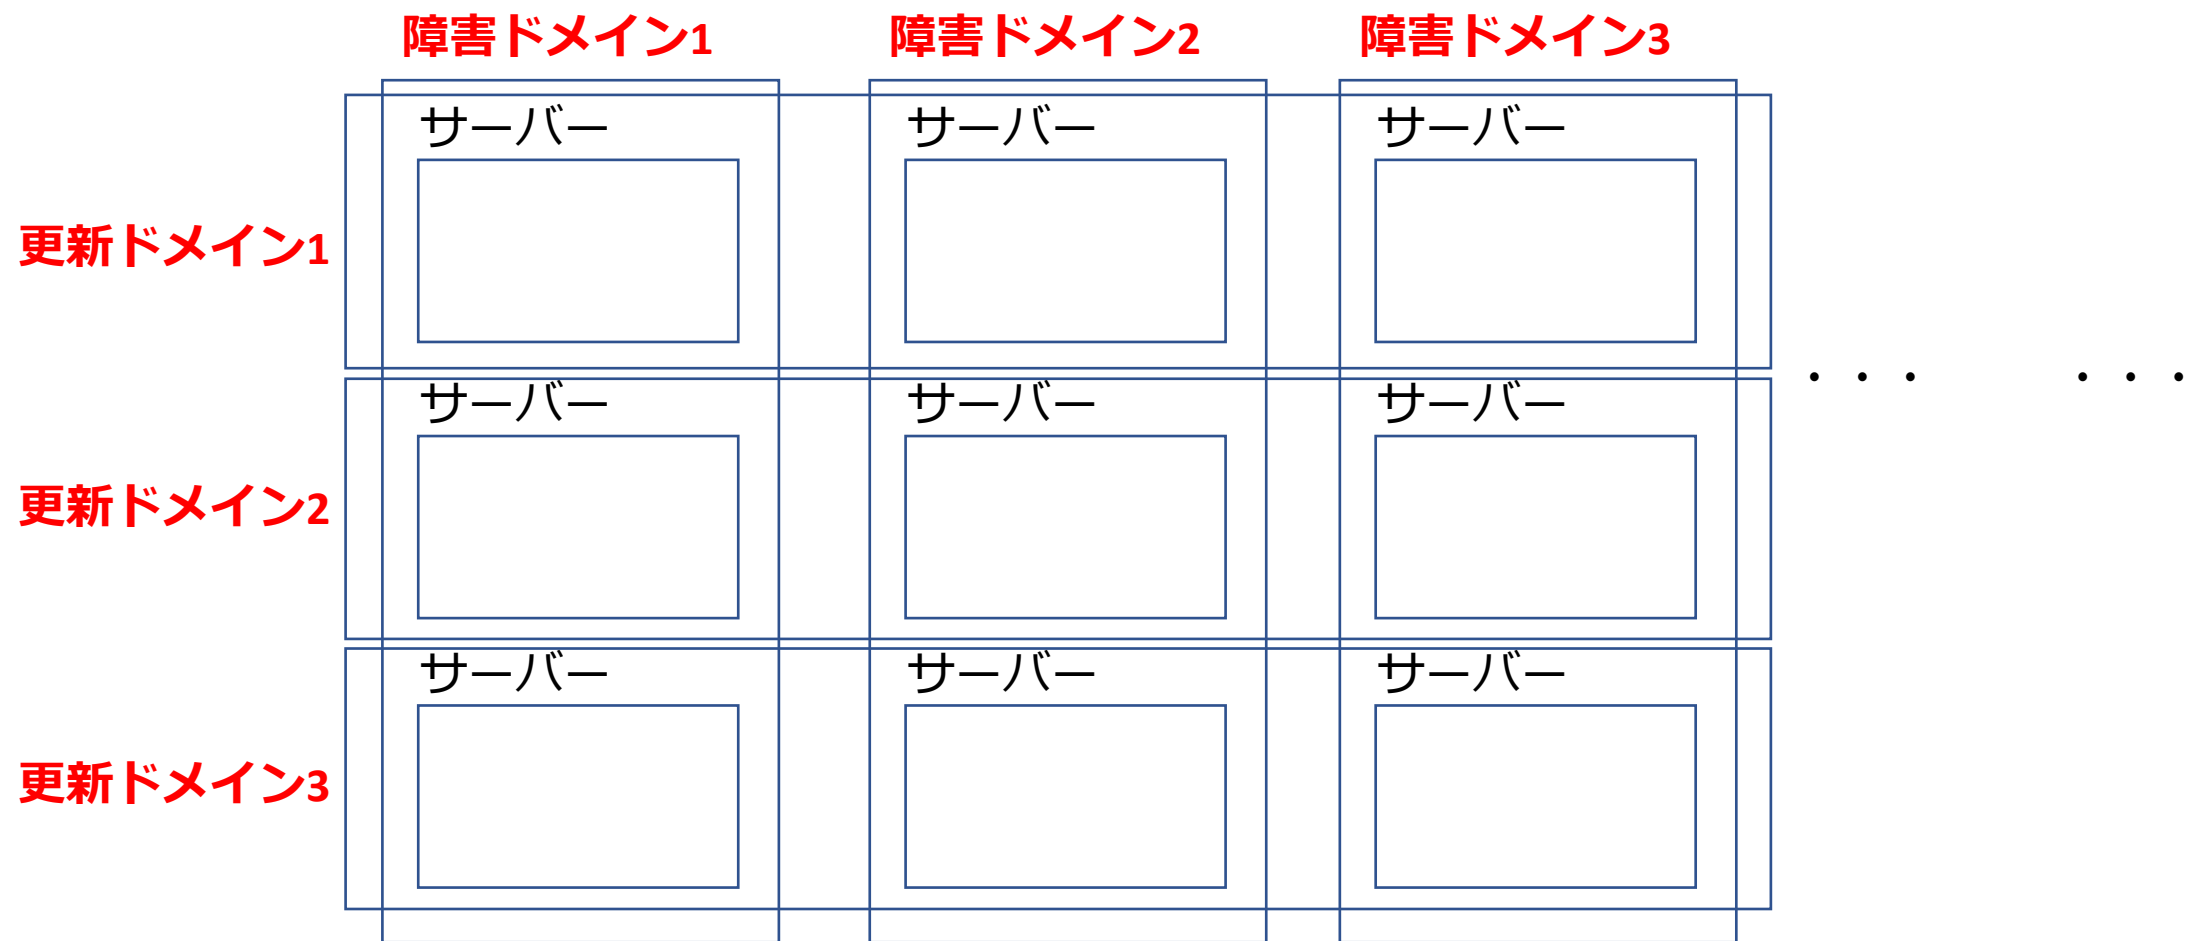 障害ドメイン1 障害ドメイン2 障害ドメイン3
サーバー サーバー サーバー
更新ドメイン1
・・・ ・・・
サーバー サーバー サーバー
更新ドメイン2
サーバー サーバー サーバー
更新ドメイン3